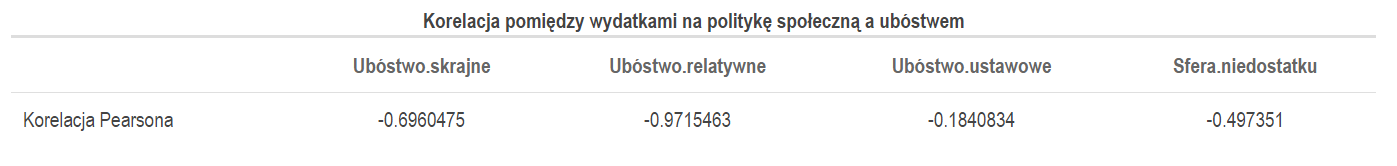 Korelacja pomiędzy wydatkami na politykę społeczną a ubóstwem
Ubóstwo.skrajne Ubóstwo.relatywne Ubóstwo.ustawowe Sfera.niedostatku
Korelacja Pearsona -0.6960475 -0.9715463 -0.1840834 -0.497351